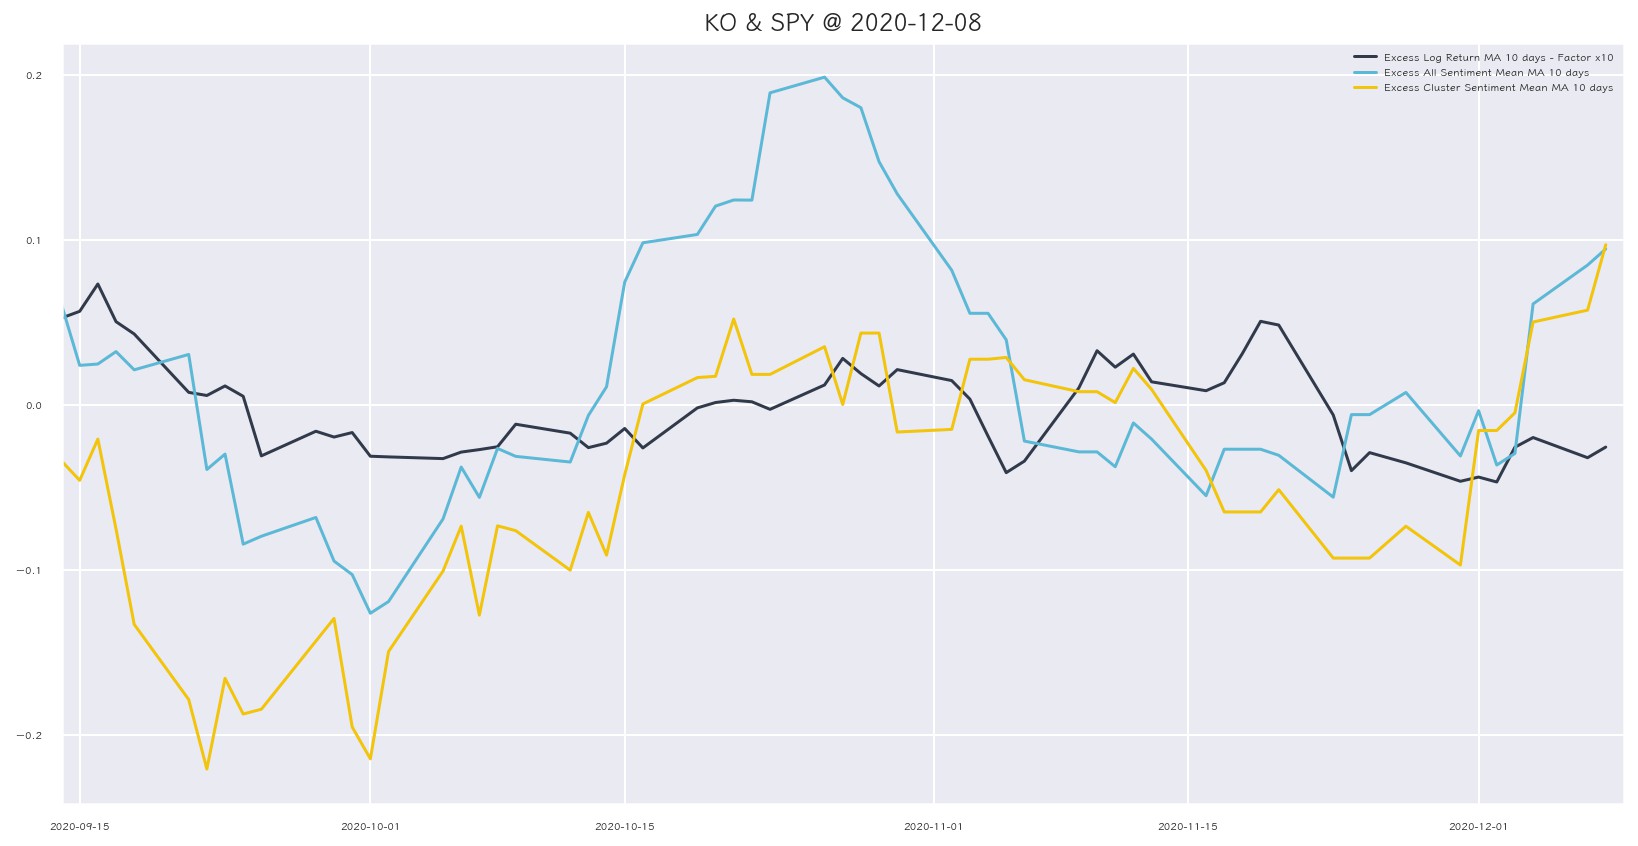 KO & SPY @ 2020-12-08
Excess Log Return MA 10 days - Factor x10
Excess All Sentiment Mean MA 10 days
Excess Cluster Sentiment Mean MA 10 days
0.2
0.1
0.0
−0.1
−0.2
2020-09-15 2020-10-01 2020-10-15 2020-11-01 2020-11-15 2020-12-01